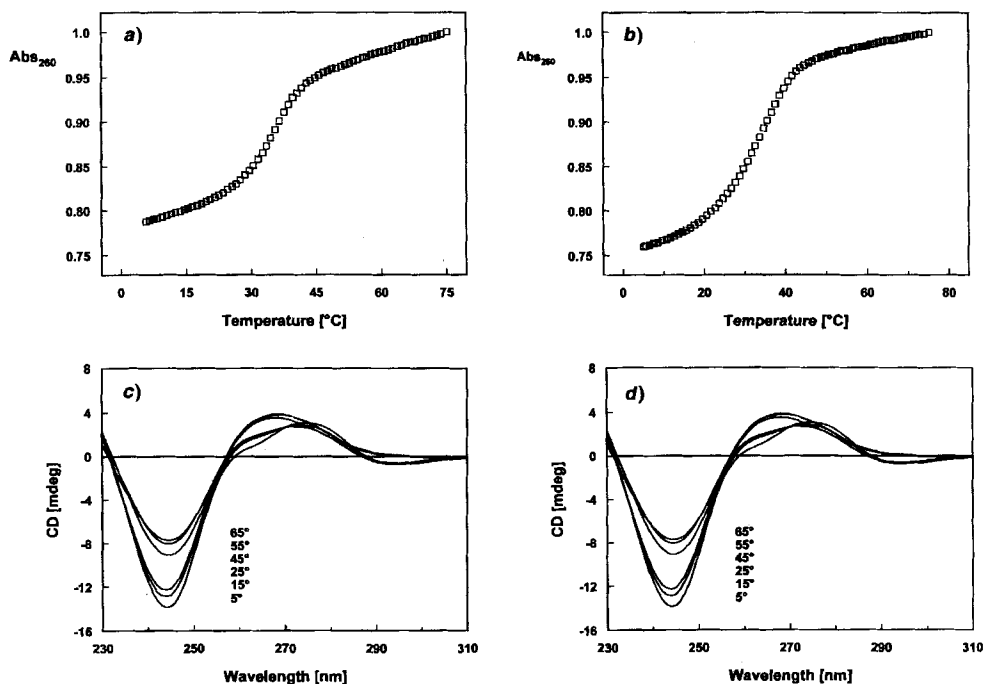 a)
Abs260
1.0
0.95
0.90
0.85
0.80
0.75
0 15 30 45 60 75
Temperature [°C]
b)
Abs260
1.0
0.95
0.90
0.85
0.80
0.75
0 20 40 60 80
Temperature [°C]
c)
CD [mdeg]
8
4
0
-4
-8
-12
-16
65°
55°
45°
25°
15°
5°
230 250 270 290 310
Wavelength [nm]
d)
CD [mdeg]
8
4
0
-4
-8
-12
-16
65°
55°
45°
25°
15°
5°
230 250 270 290 310
Wavelength [nm]